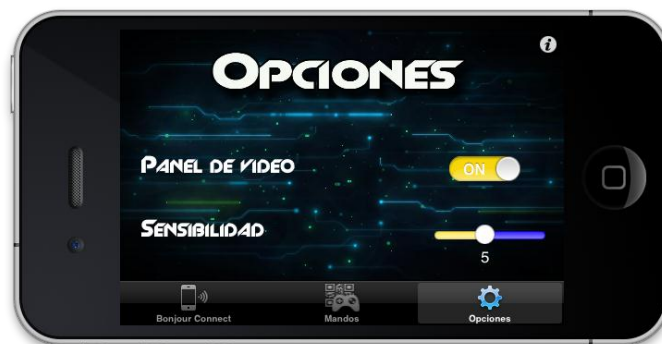 OPCIONES
PANEL DE VIDEO
ON
SENSIBILIDAD
5
Bonjour Connect
Mandos
Opciones